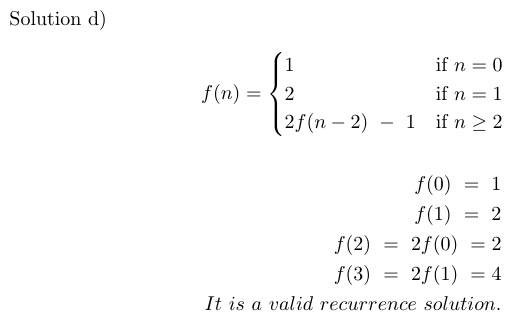 Solution d)
1 if n = 0
f(n) = { 2 if n = 1
2f(n − 2) − 1 if n ≥ 2
f(0) = 1
f(1) = 2
f(2) = 2f(0) = 2
f(3) = 2f(1) = 4
It is a valid recurrence solution.